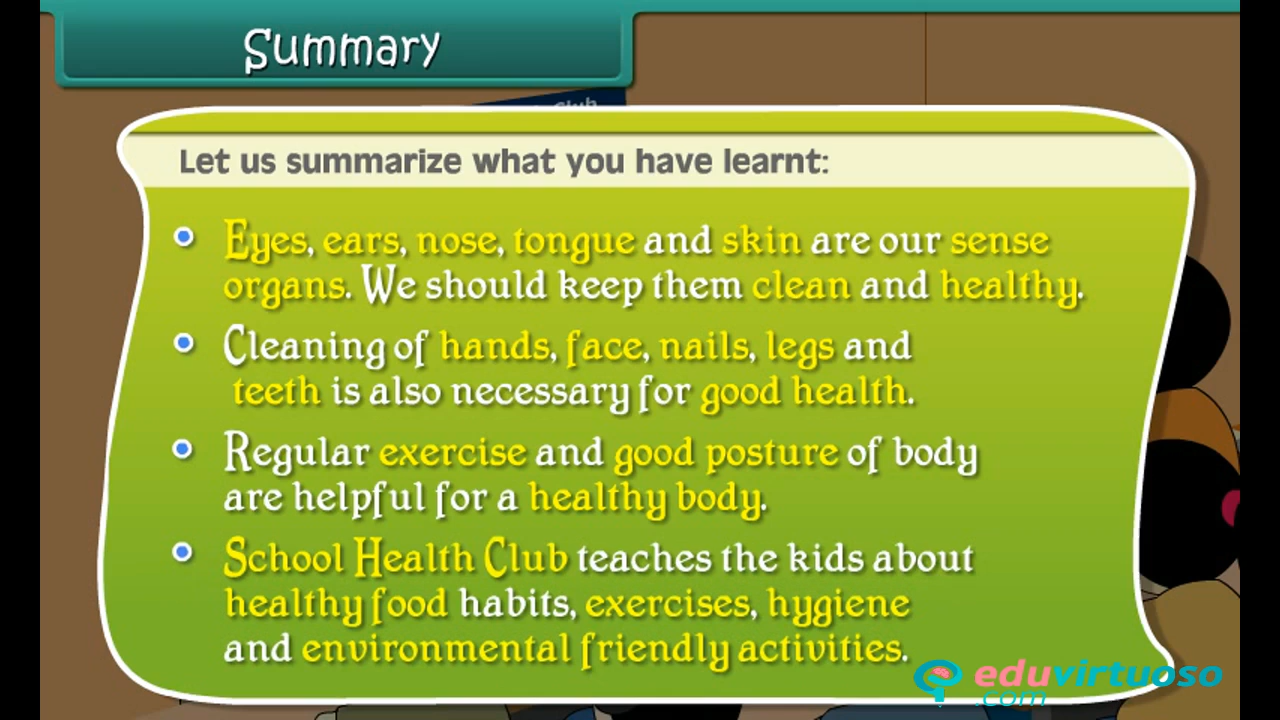 Summary
Club
Let us summarize what you have learnt:
Eyes, ears, nose, tongue and skin are our sense
organs. We should keep them clean and healthy.
Cleaning of hands, face, nails, legs and
teeth is also necessary for good health.
Regular exercise and good posture of body
are helpful for a healthy body.
School Health Club teaches the kids about
healthy food habits, exercises, hygiene
and environmental friendly activities.
eduvirtuoso
.com